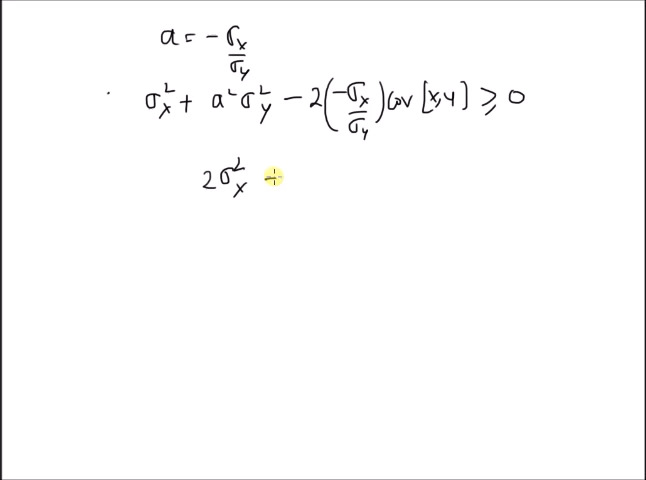 a = - σx/σy
σx² + a²σy² - 2(-σx/σy) Cov [x,y] ≥ 0
2σx² +